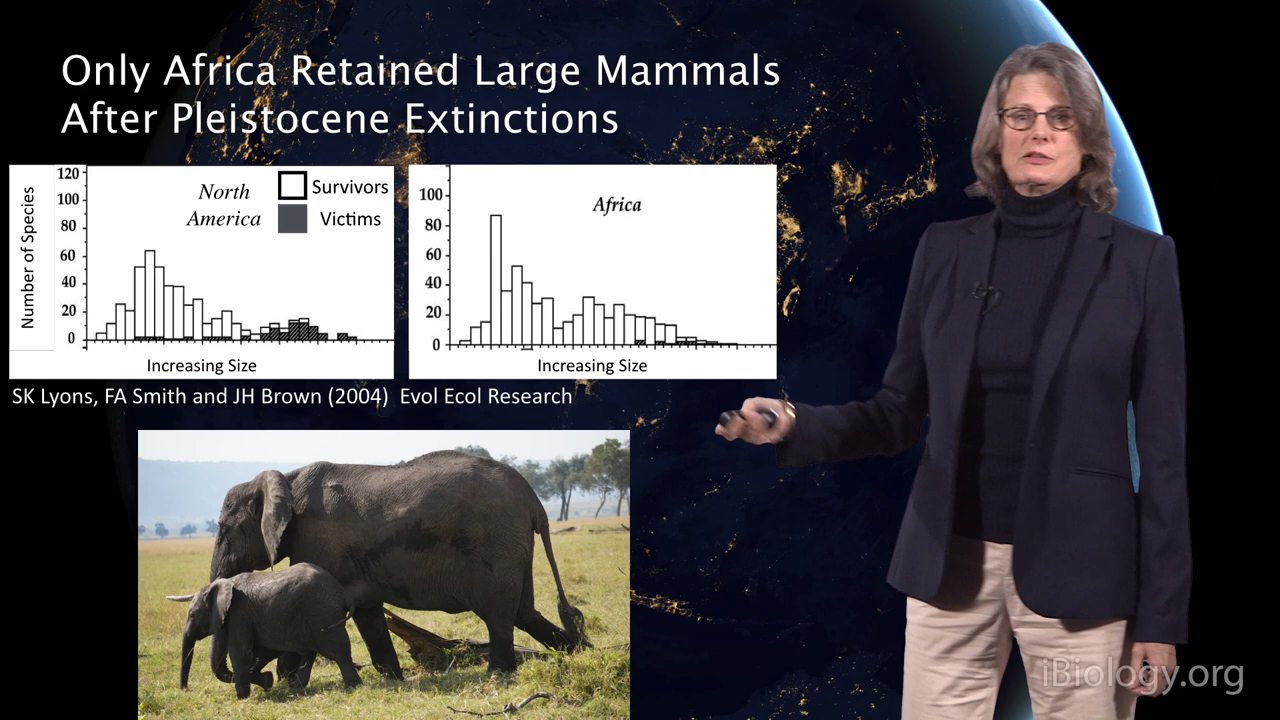 Only Africa Retained Large Mammals
After Pleistocene Extinctions
Number of Species
120
100
80
60
40
20
0
North
America
Survivors
Victims
Increasing Size
100
80
60
40
20
0
Africa
Increasing Size
SK Lyons, FA Smith and JH Brown (2004) Evol Ecol Research
iBiology.org